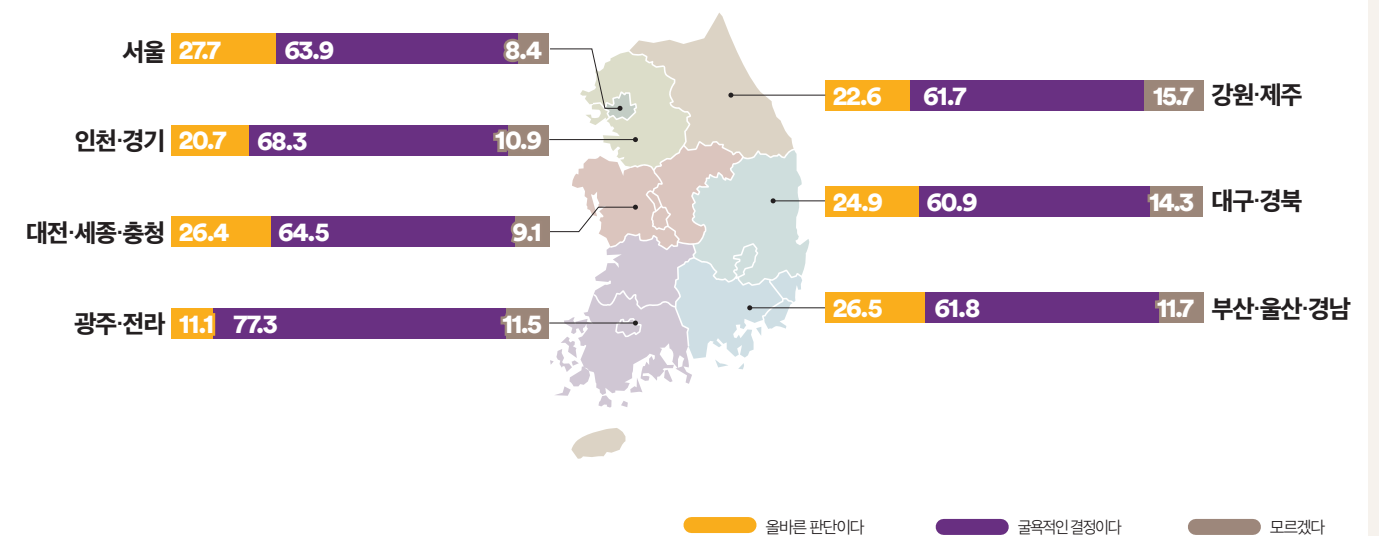 서울 27.7 63.9 8.4
인천·경기 20.7 68.3 10.9
대전·세종·충청 26.4 64.5 9.1
광주·전라 11.1 77.3 11.5
22.6 61.7 15.7 강원·제주
24.9 60.9 14.3 대구·경북
26.5 61.8 11.7 부산·울산·경남
올바른 판단이다 굴욕적인 결정이다 모르겠다